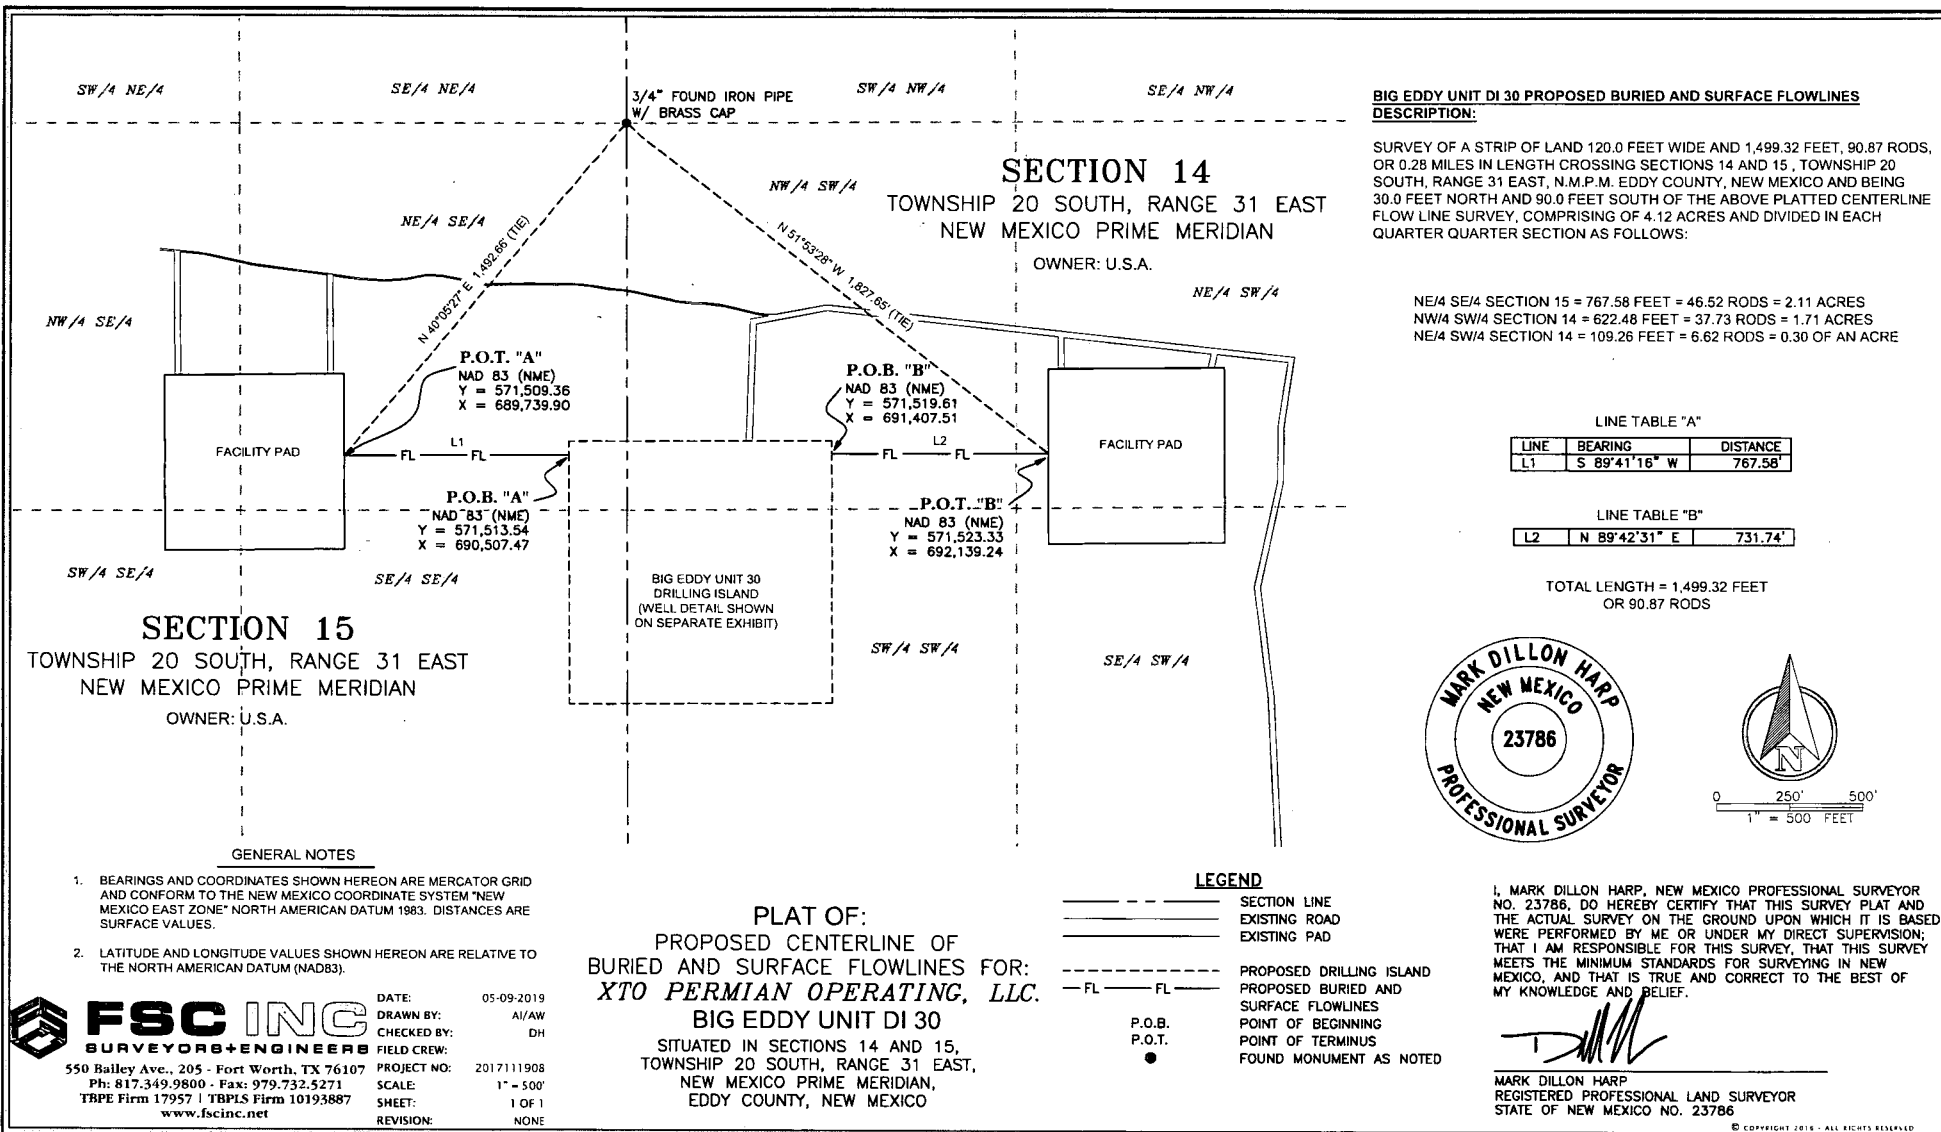 SW/4 NE/4
SE/4 NE/4
3/4" FOUND IRON PIPE
W/ BRASS CAP
SW/4 NW/4
SE/4 NW/4
SECTION 14
TOWNSHIP 20 SOUTH, RANGE 31 EAST
NEW MEXICO PRIME MERIDIAN
OWNER: U.S.A.
NW/4 SW/4
NE/4 SE/4
N 40°05'27" E 1,492.66' (TIE)
N 51°53'28" W 1,827.65' (TIE)
NE/4 SW/4
NW/4 SE/4
P.O.T. "A"
NAD 83 (NME)
Y = 571,509.36
X = 689,739.90
P.O.B. "B"
NAD 83 (NME)
Y = 571,519.61
X = 691,407.51
FACILITY PAD
L1
FL FL
L2
FL FL
FACILITY PAD
P.O.B. "A"
NAD 83 (NME)
Y = 571,513.54
X = 690,507.47
P.O.T. "B"
NAD 83 (NME)
Y = 571,523.33
X = 692,139.24
SW/4 SE/4
SE/4 SE/4
BIG EDDY UNIT 30
DRILLING ISLAND
(WELL DETAIL SHOWN
ON SEPARATE EXHIBIT)
SW/4 SW/4
SE/4 SW/4
SECTION 15
TOWNSHIP 20 SOUTH, RANGE 31 EAST
NEW MEXICO PRIME MERIDIAN
OWNER: U.S.A.
BIG EDDY UNIT DI 30 PROPOSED BURIED AND SURFACE FLOWLINES
DESCRIPTION:
SURVEY OF A STRIP OF LAND 120.0 FEET WIDE AND 1,499.32 FEET, 90.87 RODS,
OR 0.28 MILES IN LENGTH CROSSING SECTIONS 14 AND 15 , TOWNSHIP 20
SOUTH, RANGE 31 EAST, N.M.P.M. EDDY COUNTY, NEW MEXICO AND BEING
30.0 FEET NORTH AND 90.0 FEET SOUTH OF THE ABOVE PLATTED CENTERLINE
FLOW LINE SURVEY, COMPRISING OF 4.12 ACRES AND DIVIDED IN EACH
QUARTER QUARTER SECTION AS FOLLOWS:
NE/4 SE/4 SECTION 15 = 767.58 FEET = 46.52 RODS = 2.11 ACRES
NW/4 SW/4 SECTION 14 = 622.48 FEET = 37.73 RODS = 1.71 ACRES
NE/4 SW/4 SECTION 14 = 109.26 FEET = 6.62 RODS = 0.30 OF AN ACRE
LINE TABLE "A"
LINE BEARING DISTANCE
L1 S 89°41'16" W 767.58'
LINE TABLE "B"
L2 N 89°42'31" E 731.74'
TOTAL LENGTH = 1,499.32 FEET
OR 90.87 RODS
MARK DILLON HARP
NEW MEXICO
23786
PROFESSIONAL SURVEYOR
N
0 250' 500'
1" = 500 FEET
GENERAL NOTES
1. BEARINGS AND COORDINATES SHOWN HEREON ARE MERCATOR GRID
AND CONFORM TO THE NEW MEXICO COORDINATE SYSTEM "NEW
MEXICO EAST ZONE" NORTH AMERICAN DATUM 1983. DISTANCES ARE
SURFACE VALUES.
2. LATITUDE AND LONGITUDE VALUES SHOWN HEREON ARE RELATIVE TO
THE NORTH AMERICAN DATUM (NAD83).
FSC INC
SURVEYORS+ENGINEERS
550 Bailey Ave., 205 - Fort Worth, TX 76107
Ph: 817.349.9800 - Fax: 979.732.5271
TBPE Firm 17957 | TBPLS Firm 10193887
www.fscinc.net
DATE: 05-09-2019
DRAWN BY: AI/AW
CHECKED BY: DH
FIELD CREW:
PROJECT NO: 2017111908
SCALE: 1" = 500'
SHEET: 1 OF 1
REVISION: NONE
PLAT OF:
PROPOSED CENTERLINE OF
BURIED AND SURFACE FLOWLINES FOR:
XTO PERMIAN OPERATING, LLC.
BIG EDDY UNIT DI 30
SITUATED IN SECTIONS 14 AND 15,
TOWNSHIP 20 SOUTH, RANGE 31 EAST,
NEW MEXICO PRIME MERIDIAN,
EDDY COUNTY, NEW MEXICO
LEGEND
SECTION LINE
EXISTING ROAD
EXISTING PAD
PROPOSED DRILLING ISLAND
FL FL PROPOSED BURIED AND
SURFACE FLOWLINES
P.O.B. POINT OF BEGINNING
P.O.T. POINT OF TERMINUS
FOUND MONUMENT AS NOTED
I, MARK DILLON HARP, NEW MEXICO PROFESSIONAL SURVEYOR
NO. 23786, DO HEREBY CERTIFY THAT THIS SURVEY PLAT AND
THE ACTUAL SURVEY ON THE GROUND UPON WHICH IT IS BASED
WERE PERFORMED BY ME OR UNDER MY DIRECT SUPERVISION;
THAT I AM RESPONSIBLE FOR THIS SURVEY, THAT THIS SURVEY
MEETS THE MINIMUM STANDARDS FOR SURVEYING IN NEW
MEXICO, AND THAT IS TRUE AND CORRECT TO THE BEST OF
MY KNOWLEDGE AND BELIEF.
MARK DILLON HARP
REGISTERED PROFESSIONAL LAND SURVEYOR
STATE OF NEW MEXICO NO. 23786
© COPYRIGHT 2016 - ALL RIGHTS RESERVED